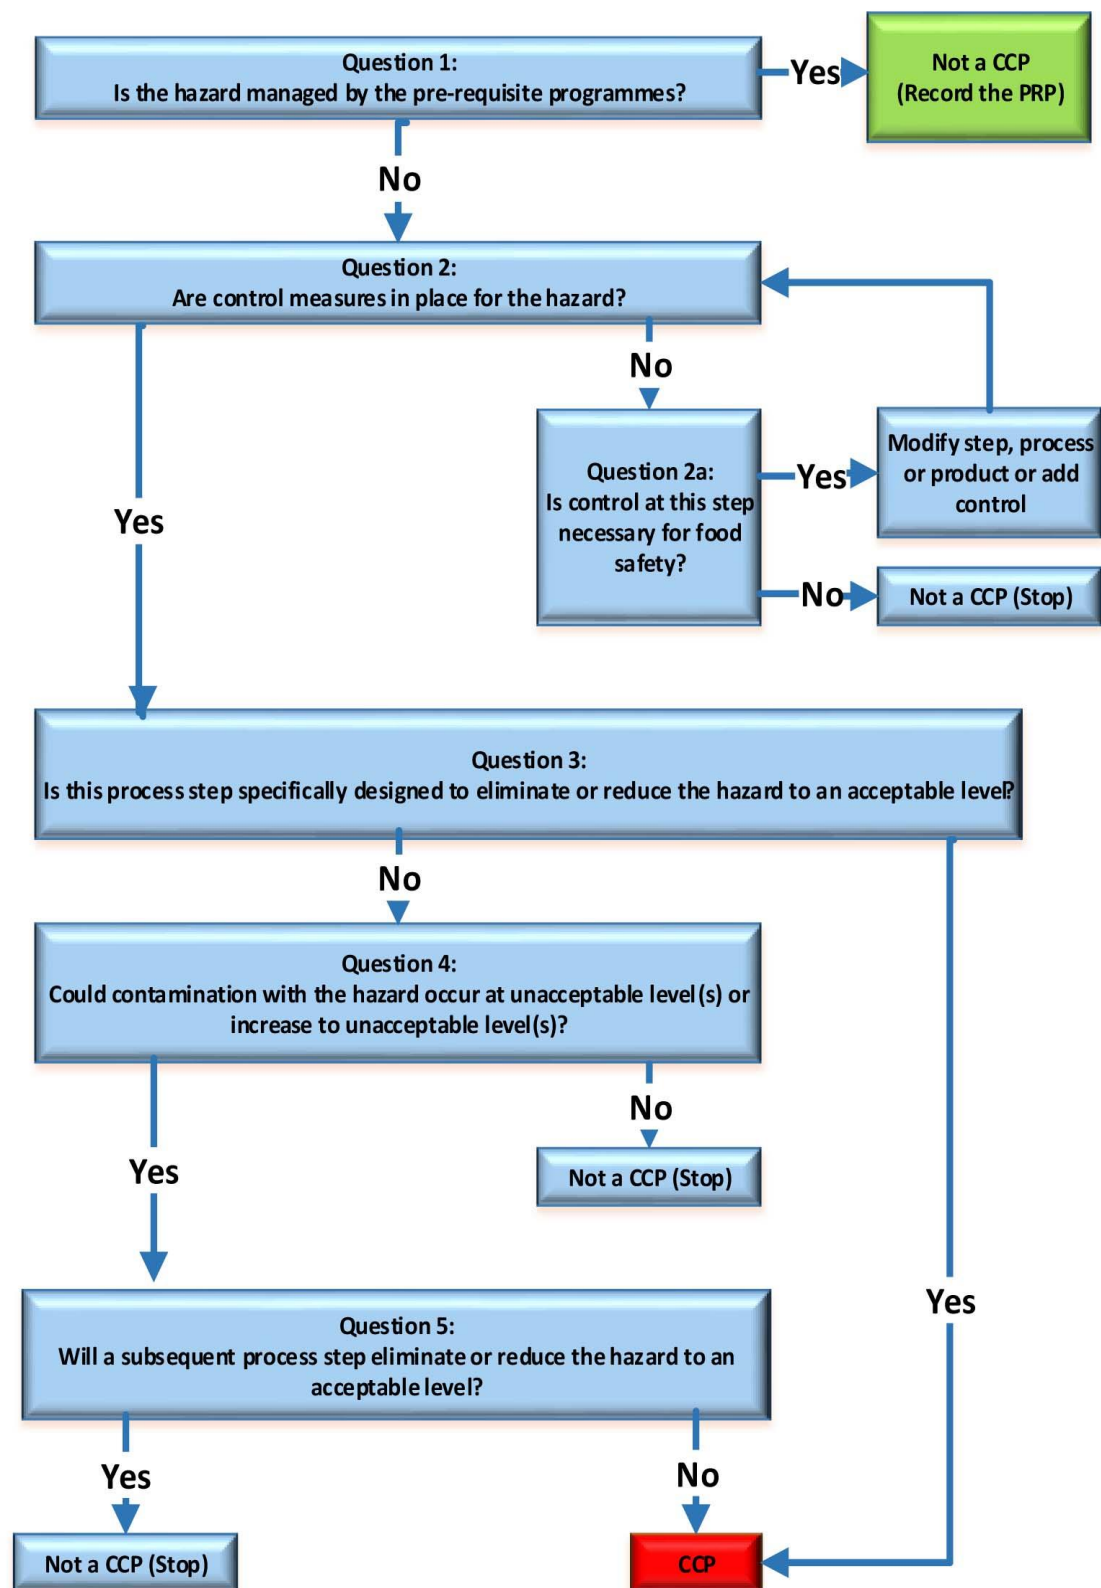 Question 1:
Is the hazard managed by the pre-requisite programmes?
Yes
Not a CCP
(Record the PRP)
No
Question 2:
Are control measures in place for the hazard?
No
Yes
Question 2a:
Is control at this step
necessary for food
safety?
Yes
Modify step, process
or product or add
control
No
Not a CCP (Stop)
Question 3:
Is this process step specifically designed to eliminate or reduce the hazard to an acceptable level?
No
Question 4:
Could contamination with the hazard occur at unacceptable level(s) or
increase to unacceptable level(s)?
No
Yes
Not a CCP (Stop)
Yes
Question 5:
Will a subsequent process step eliminate or reduce the hazard to an
acceptable level?
Yes
No
Not a CCP (Stop)
CCP